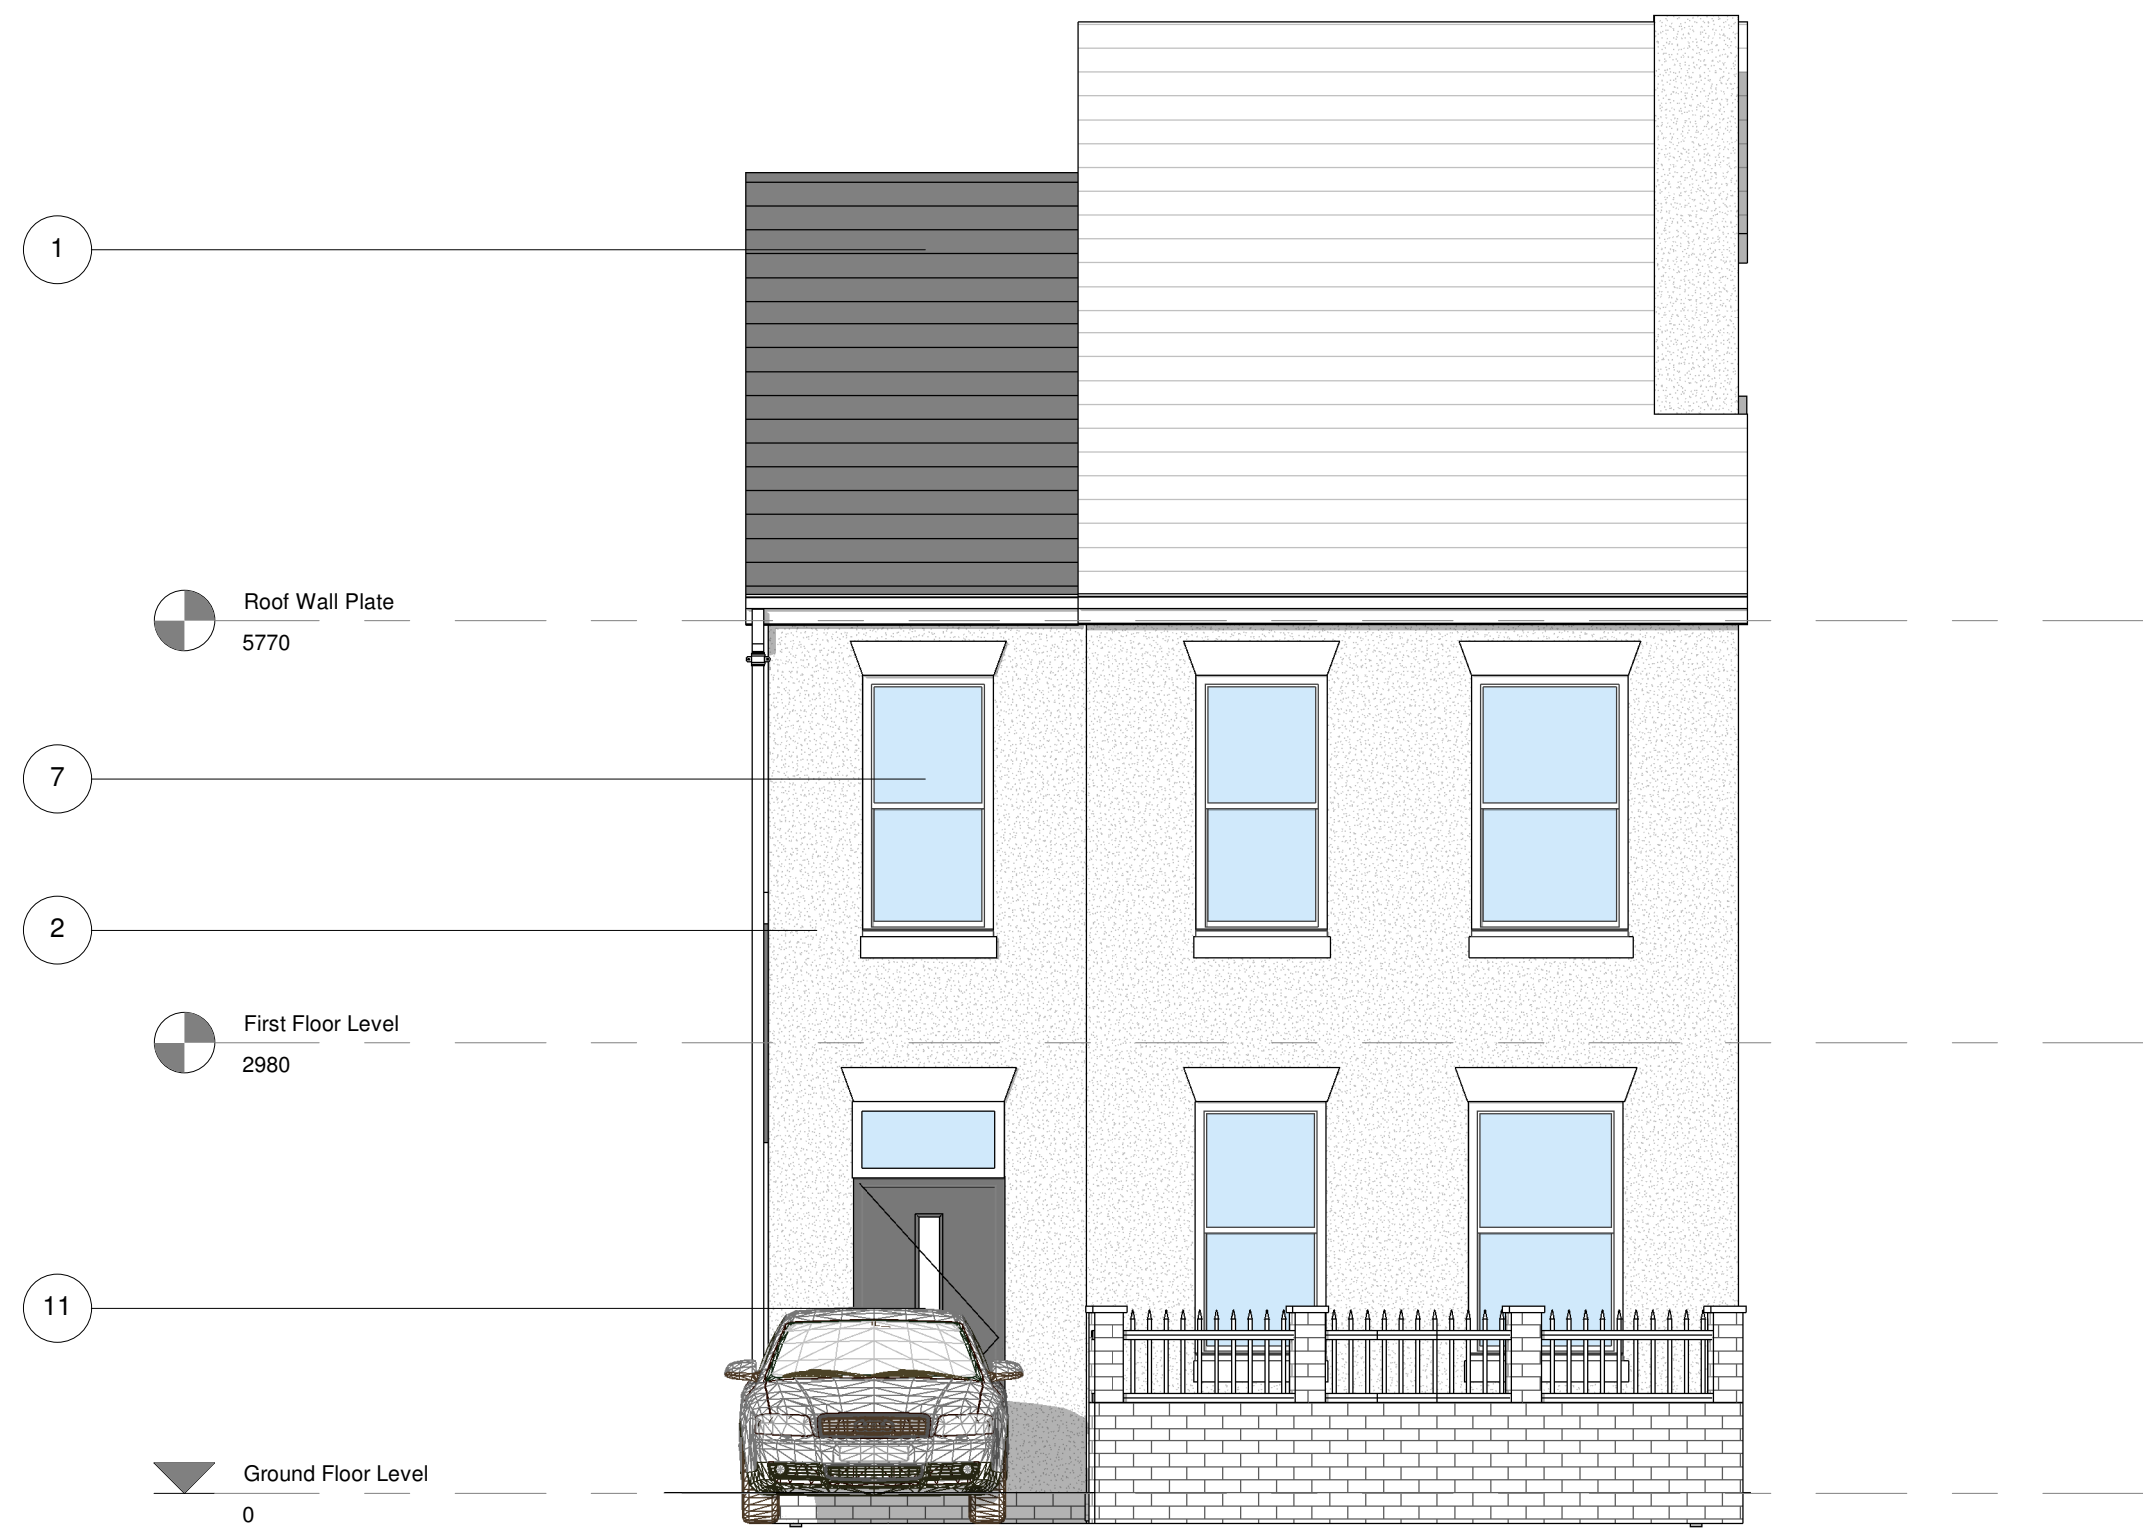 1
Roof Wall Plate
5770
7
2
First Floor Level
2980
11
Ground Floor Level
0